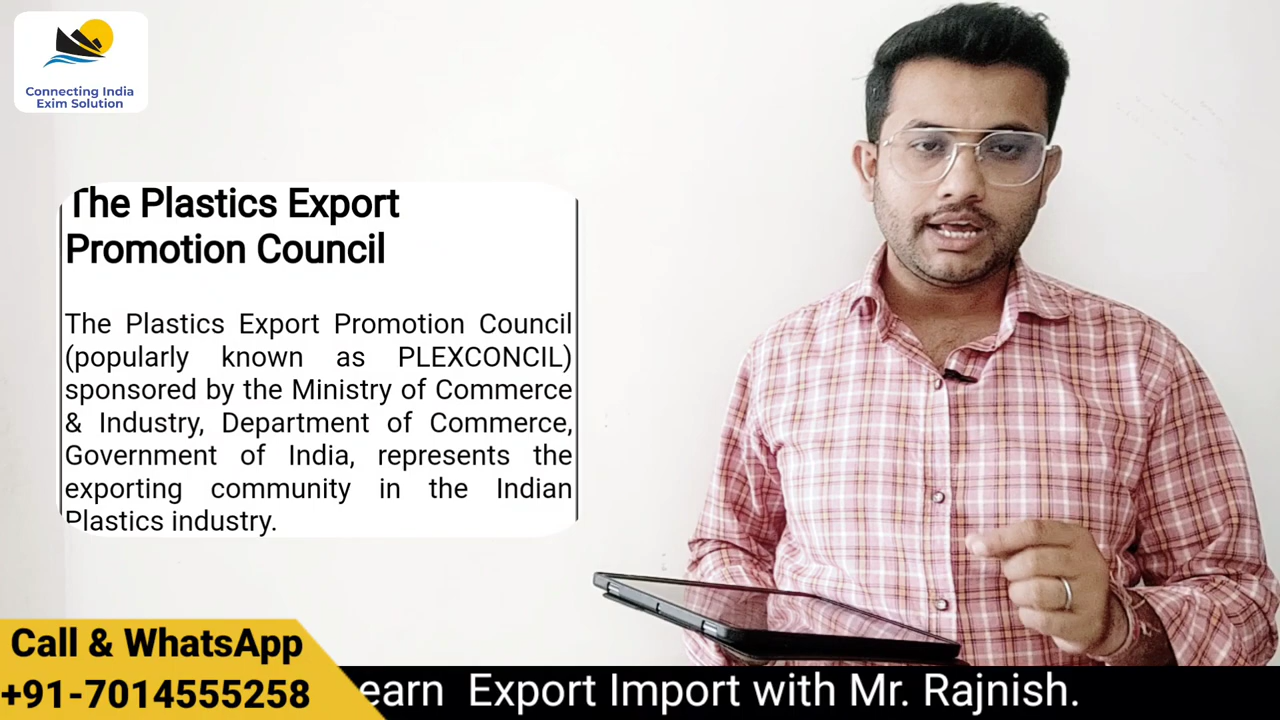 Connecting India
Exim Solution
The Plastics Export
Promotion Council
The Plastics Export Promotion Council
(popularly known as PLEXCONCIL)
sponsored by the Ministry of Commerce
& Industry, Department of Commerce,
Government of India, represents the
exporting community in the Indian
Plastics industry.
Call & WhatsApp
+91-7014555258
earn Export Import with Mr. Rajnish.